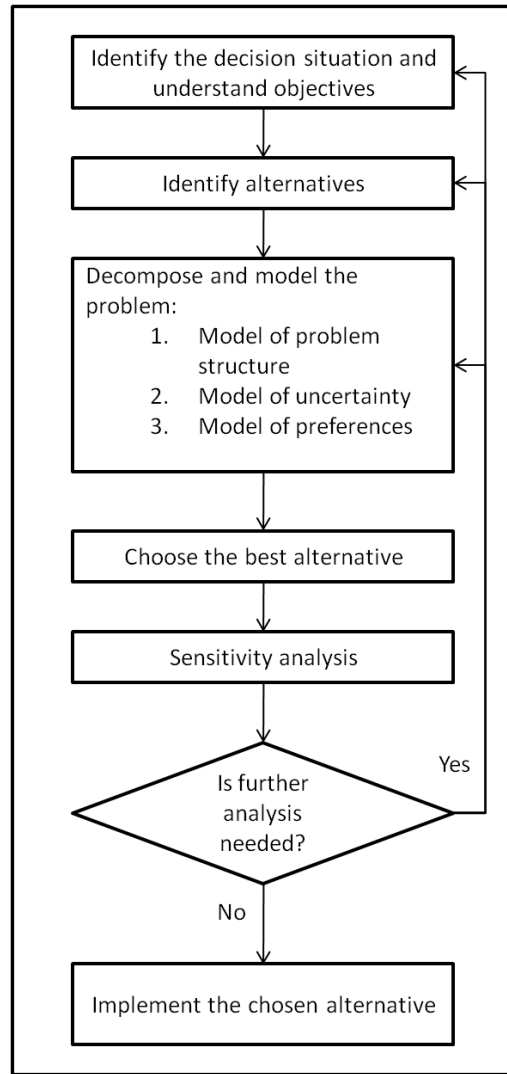 Identify the decision situation and
understand objectives
Identify alternatives
Decompose and model the
problem:
1. Model of problem
structure
2. Model of uncertainty
3. Model of preferences
Choose the best alternative
Sensitivity analysis
Is further
analysis
needed?
Yes
No
Implement the chosen alternative